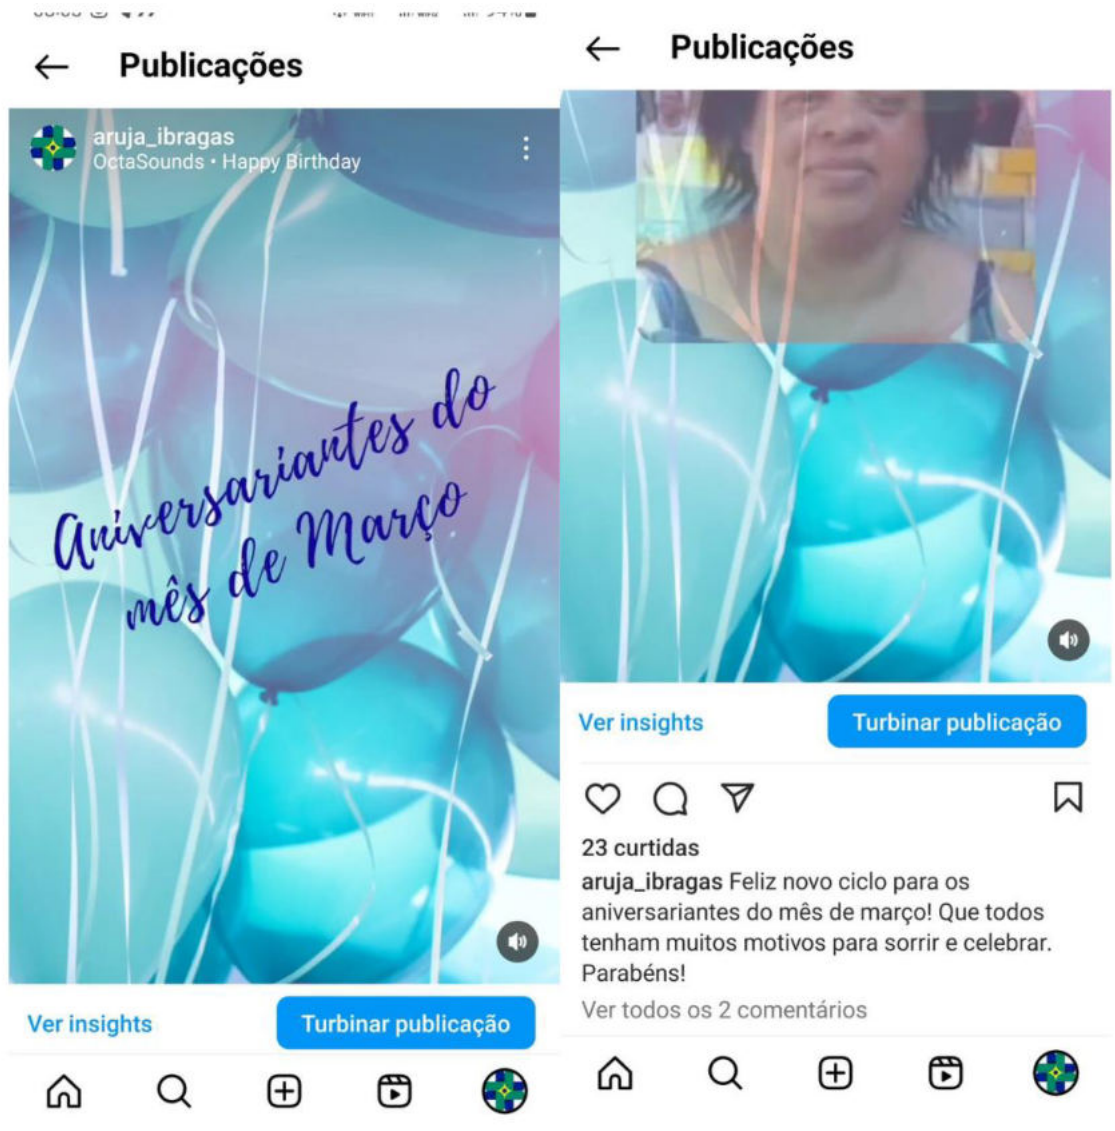 Publicações
aruja_ibragas
OctaSounds • Happy Birthday
Aniversariantes do
mês de Março
Ver insights
Turbinar publicação
Publicações
Ver insights
Turbinar publicação
23 curtidas
aruja_ibragas Feliz novo ciclo para os
aniversariantes do mês de março! Que todos
tenham muitos motivos para sorrir e celebrar.
Parabéns!
Ver todos os 2 comentários